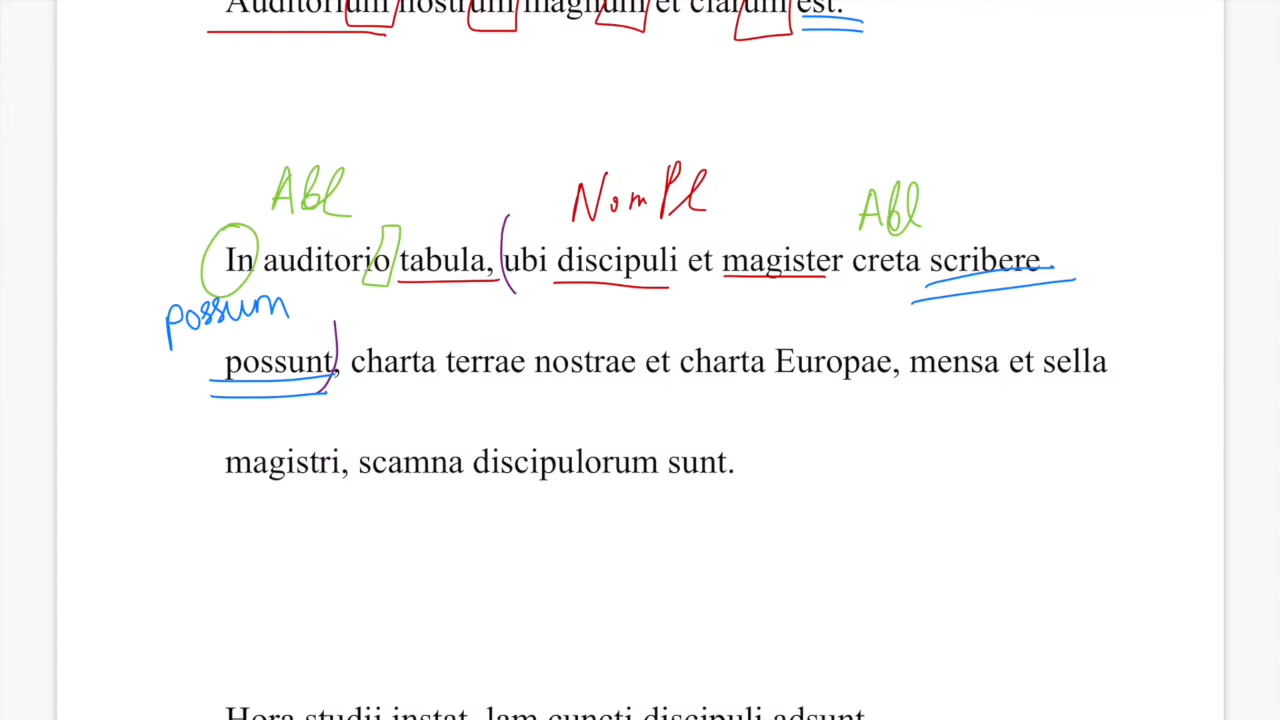 Auditorium nostrum magnum et clarum est.
Abl Nom Pl Abl
In auditorio tabula, ubi discipuli et magister creta scribere
possum
possunt, charta terrae nostrae et charta Europae, mensa et sella
magistri, scamna discipulorum sunt.
Hora studii instat. Iam cuncti discipuli adsunt.